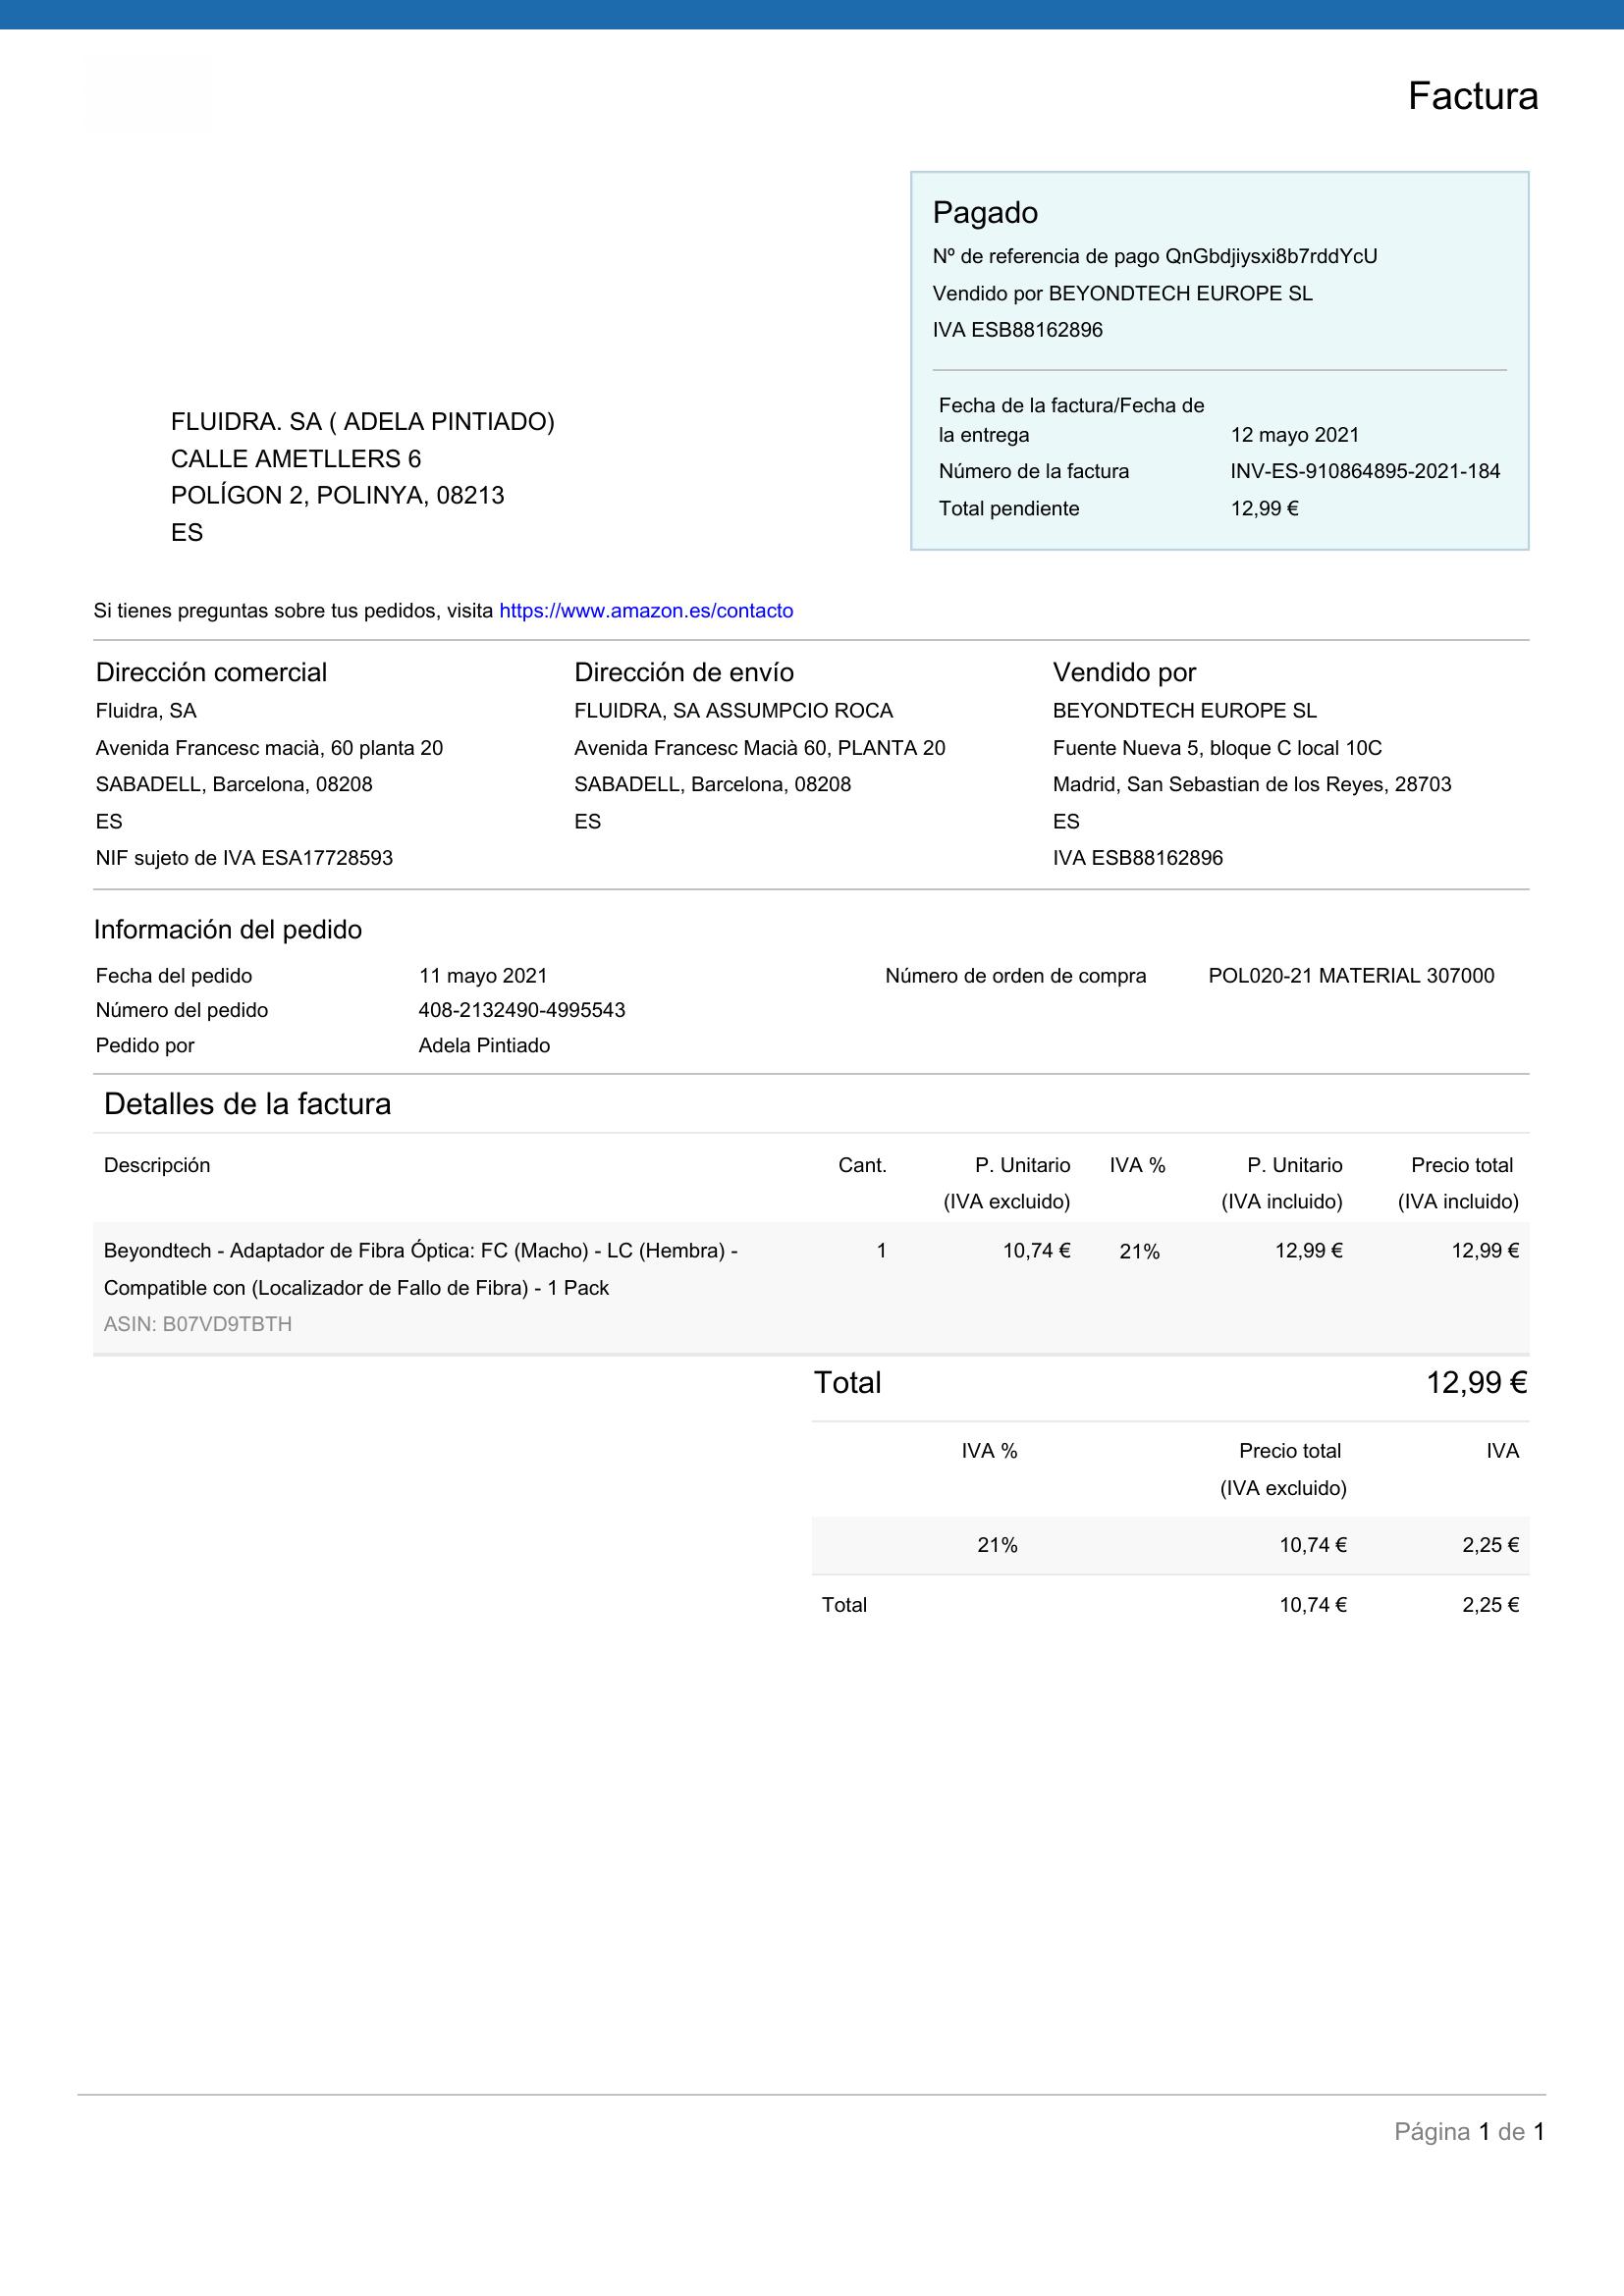 Factura
Pagado
Nº de referencia de pago QnGbdjiysxi8b7rddYcU
Vendido por BEYONDTECH EUROPE SL
IVA ESB88162896
Fecha de la factura/Fecha de
la entrega 12 mayo 2021
Número de la factura INV-ES-910864895-2021-184
Total pendiente 12,99 €
FLUIDRA. SA ( ADELA PINTIADO)
CALLE AMETLLERS 6
POLÍGON 2, POLINYA, 08213
ES
Si tienes preguntas sobre tus pedidos, visita https://www.amazon.es/contacto
Dirección comercial
Fluidra, SA
Avenida Francesc macià, 60 planta 20
SABADELL, Barcelona, 08208
ES
NIF sujeto de IVA ESA17728593
Dirección de envío
FLUIDRA, SA ASSUMPCIO ROCA
Avenida Francesc Macià 60, PLANTA 20
SABADELL, Barcelona, 08208
ES
Vendido por
BEYONDTECH EUROPE SL
Fuente Nueva 5, bloque C local 10C
Madrid, San Sebastian de los Reyes, 28703
ES
IVA ESB88162896
Información del pedido
Fecha del pedido 11 mayo 2021 Número de orden de compra POL020-21 MATERIAL 307000
Número del pedido 408-2132490-4995543
Pedido por Adela Pintiado
Detalles de la factura
Descripción Cant. P. Unitario IVA % P. Unitario Precio total
(IVA excluido) (IVA incluido) (IVA incluido)
Beyondtech - Adaptador de Fibra Óptica: FC (Macho) - LC (Hembra) - 1 10,74 € 21% 12,99 € 12,99 €
Compatible con (Localizador de Fallo de Fibra) - 1 Pack
ASIN: B07VD9TBTH
Total 12,99 €
IVA % Precio total IVA
(IVA excluido)
21% 10,74 € 2,25 €
Total 10,74 € 2,25 €
Página 1 de 1